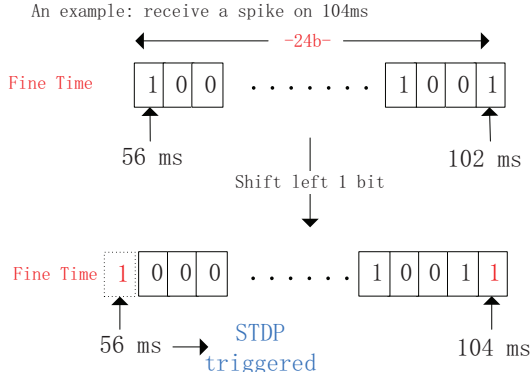 An example: receive a spike on 104ms
-24b-
Fine Time 1 0 0 . . . . . . . 1 0 0 1
56 ms 102 ms
Shift left 1 bit
Fine Time 1 0 0 0 . . . . . . 1 0 0 1 1
56 ms STDP triggered 104 ms